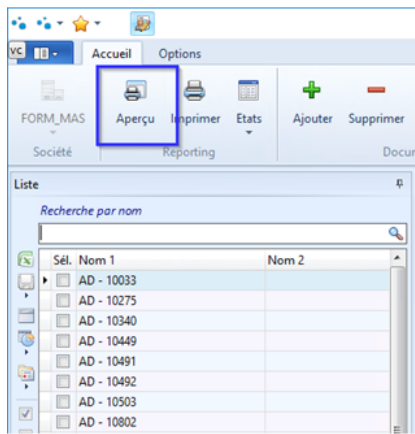 VC
Accueil Options
FORM_MAS Aperçu Imprimer Etats Ajouter Supprimer
Société Reporting Docu
Liste
Recherche par nom
Sél. Nom 1 Nom 2
AD - 10033
AD - 10275
AD - 10340
AD - 10449
AD - 10491
AD - 10492
AD - 10503
AD - 10802